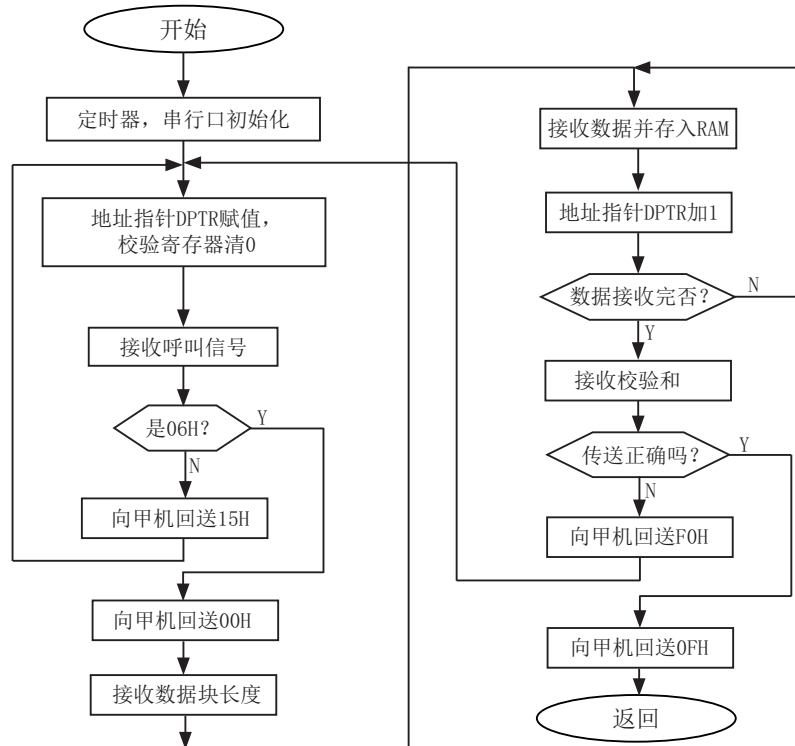 开始
定时器，串行口初始化
地址指针DPTR赋值，
校验寄存器清0
接收呼叫信号
是06H？
Y
N
向甲机回送15H
向甲机回送00H
接收数据块长度
接收数据并存入RAM
地址指针DPTR加1
数据接收完否？
N
Y
接收校验和
传送正确吗？
Y
N
向甲机回送F0H
向甲机回送0FH
返回